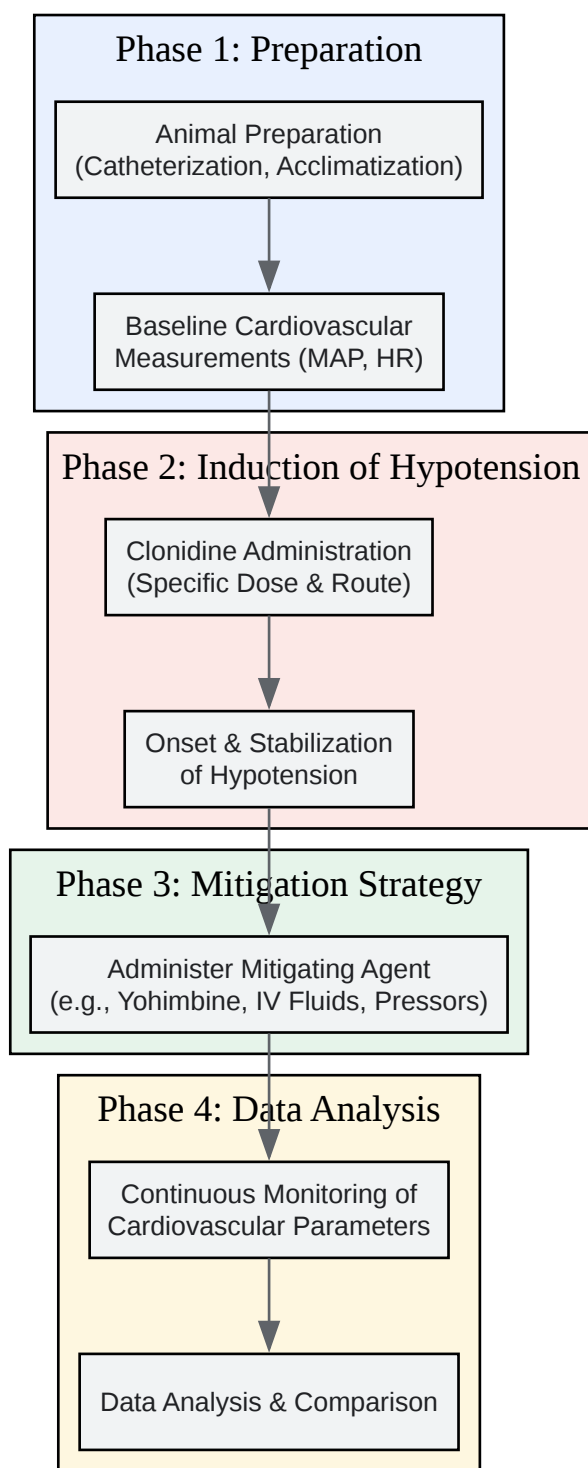 Phase 1: Preparation
Animal Preparation
(Catheterization, Acclimatization)
Baseline Cardiovascular
Measurements (MAP, HR)
Phase 2: Induction of Hypotension
Clonidine Administration
(Specific Dose & Route)
Onset & Stabilization
of Hypotension
Phase 3: Mitigation Strategy
Administer Mitigating Agent
(e.g., Yohimbine, IV Fluids, Pressors)
Phase 4: Data Analysis
Continuous Monitoring of
Cardiovascular Parameters
Data Analysis & Comparison